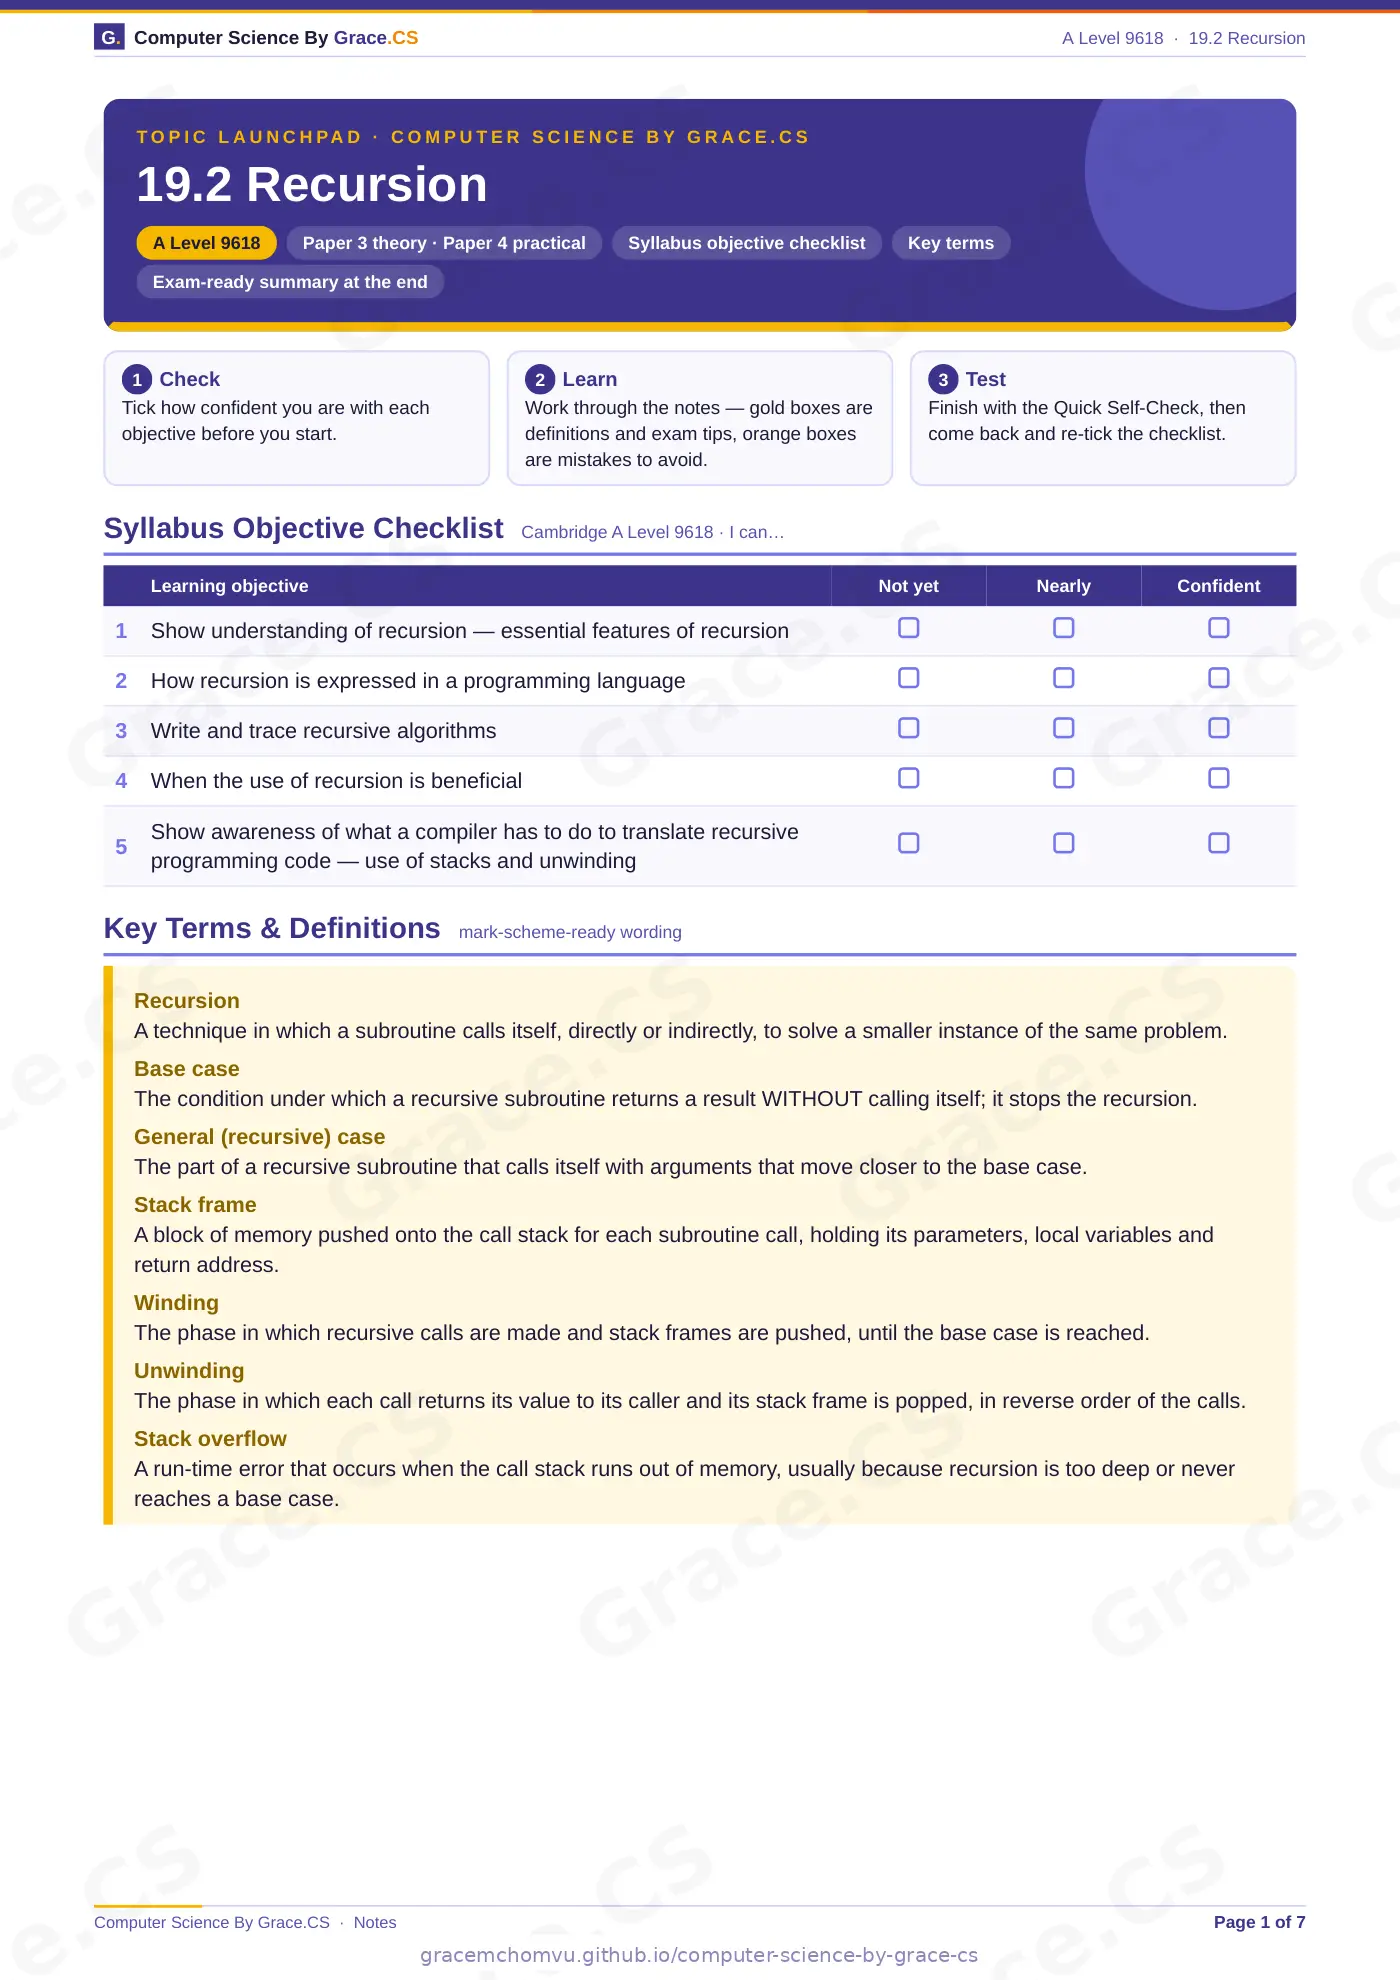 G. Computer Science By Grace.CS
A Level 9618 · 19.2 Recursion
TOPIC LAUNCHPAD · COMPUTER SCIENCE BY GRACE.CS
19.2 Recursion
A Level 9618 Paper 3 theory · Paper 4 practical Syllabus objective checklist Key terms
Exam-ready summary at the end
1 Check
Tick how confident you are with each
objective before you start.
2 Learn
Work through the notes — gold boxes are
definitions and exam tips, orange boxes
are mistakes to avoid.
3 Test
Finish with the Quick Self-Check, then
come back and re-tick the checklist.
Syllabus Objective Checklist Cambridge A Level 9618 · I can…
Learning objective Not yet Nearly Confident
1 Show understanding of recursion — essential features of recursion
2 How recursion is expressed in a programming language
3 Write and trace recursive algorithms
4 When the use of recursion is beneficial
5 Show awareness of what a compiler has to do to translate recursive
programming code — use of stacks and unwinding
Key Terms & Definitions mark-scheme-ready wording
Recursion
A technique in which a subroutine calls itself, directly or indirectly, to solve a smaller instance of the same problem.
Base case
The condition under which a recursive subroutine returns a result WITHOUT calling itself; it stops the recursion.
General (recursive) case
The part of a recursive subroutine that calls itself with arguments that move closer to the base case.
Stack frame
A block of memory pushed onto the call stack for each subroutine call, holding its parameters, local variables and
return address.
Winding
The phase in which recursive calls are made and stack frames are pushed, until the base case is reached.
Unwinding
The phase in which each call returns its value to its caller and its stack frame is popped, in reverse order of the calls.
Stack overflow
A run-time error that occurs when the call stack runs out of memory, usually because recursion is too deep or never
reaches a base case.
Computer Science By Grace.CS · Notes
Page 1 of 7
gracemchomvu.github.io/computer-science-by-grace-cs